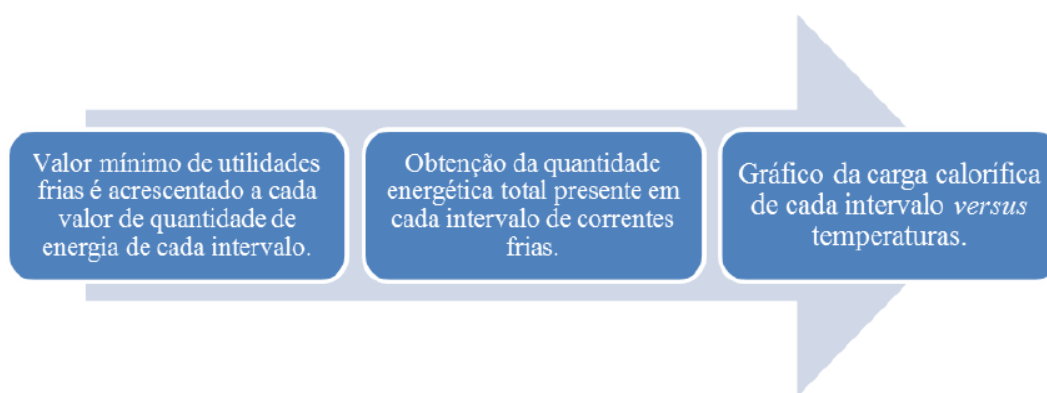 Valor mínimo de utilidades
frias é acrescentado a cada
valor de quantidade de
energia de cada intervalo.
Obtenção da quantidade
energética total presente em
cada intervalo de correntes
frias.
Gráfico da carga calorífica
de cada intervalo versus
temperaturas.